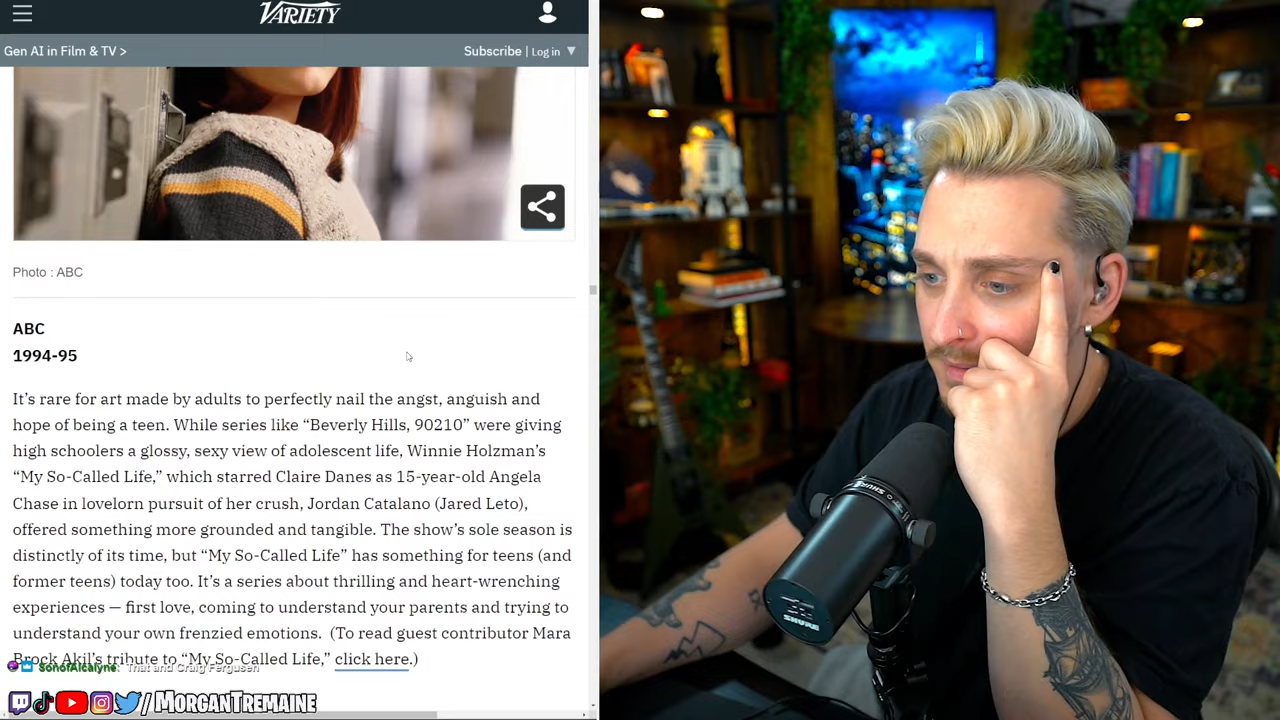 VARIETY
Gen AI in Film & TV >
Subscribe | Log in ▼
Photo : ABC
ABC
1994-95
It's rare for art made by adults to perfectly nail the angst, anguish and
hope of being a teen. While series like “Beverly Hills, 90210” were giving
high schoolers a glossy, sexy view of adolescent life, Winnie Holzman's
“My So-Called Life,” which starred Claire Danes as 15-year-old Angela
Chase in lovelorn pursuit of her crush, Jordan Catalano (Jared Leto),
offered something more grounded and tangible. The show's sole season is
distinctly of its time, but “My So-Called Life” has something for teens (and
former teens) today too. It's a series about thrilling and heart-wrenching
experiences — first love, coming to understand your parents and trying to
understand your own frenzied emotions. (To read guest contributor Mara
Brock Akil's tribute to “My So-Called Life,” click here.)
SonofAlcalyne: That and Craig Ferguson
/MorganTremaine
SHURE
SHURE